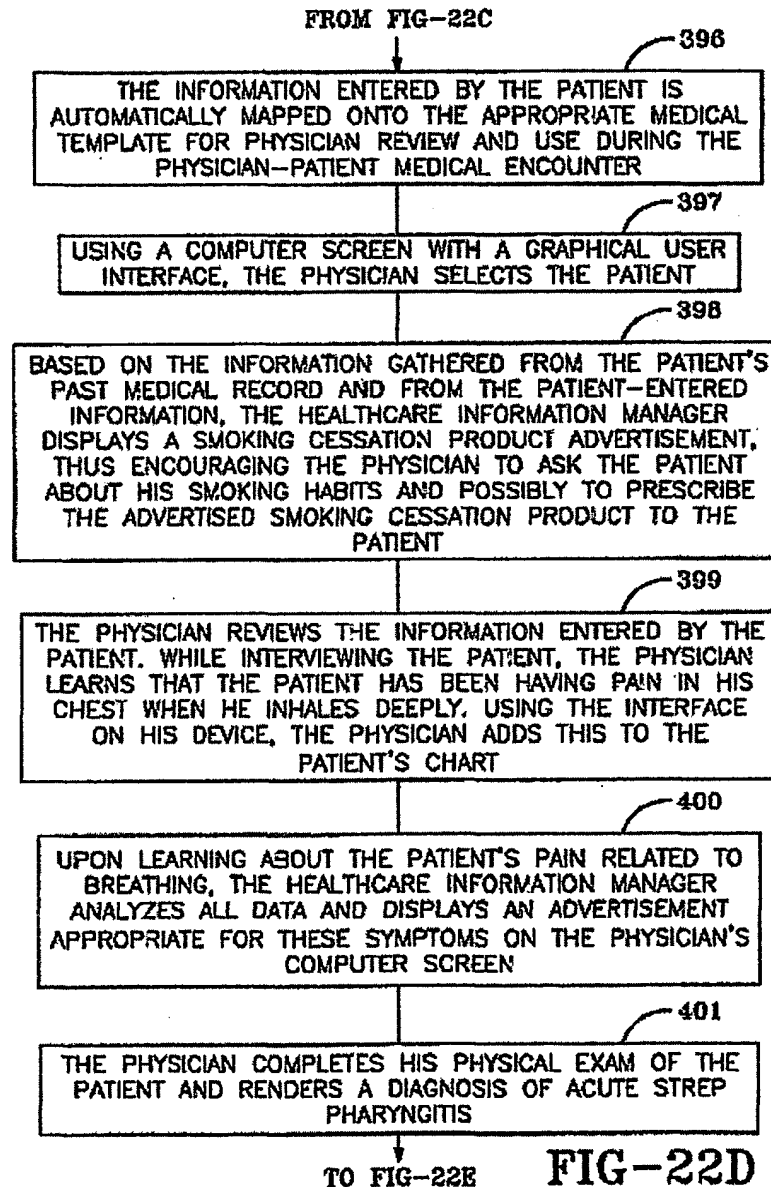 FROM FIG-22C
396
THE INFORMATION ENTERED BY THE PATIENT IS
AUTOMATICALLY MAPPED ONTO THE APPROPRIATE MEDICAL
TEMPLATE FOR PHYSICIAN REVIEW AND USE DURING THE
PHYSICIAN-PATIENT MEDICAL ENCOUNTER
397
USING A COMPUTER SCREEN WITH A GRAPHICAL USER
INTERFACE, THE PHYSICIAN SELECTS THE PATIENT
398
BASED ON THE INFORMATION GATHERED FROM THE PATIENT'S
PAST MEDICAL RECORD AND FROM THE PATIENT-ENTERED
INFORMATION, THE HEALTHCARE INFORMATION MANAGER
DISPLAYS A SMOKING CESSATION PRODUCT ADVERTISEMENT,
THUS ENCOURAGING THE PHYSICIAN TO ASK THE PATIENT
ABOUT HIS SMOKING HABITS AND POSSIBLY TO PRESCRIBE
THE ADVERTISED SMOKING CESSATION PRODUCT TO THE
PATIENT
399
THE PHYSICIAN REVIEWS THE INFORMATION ENTERED BY THE
PATIENT. WHILE INTERVIEWING THE PATIENT, THE PHYSICIAN
LEARNS THAT THE PATIENT HAS BEEN HAVING PAIN IN HIS
CHEST WHEN HE INHALES DEEPLY. USING THE INTERFACE
ON HIS DEVICE, THE PHYSICIAN ADDS THIS TO THE
PATIENT'S CHART
400
UPON LEARNING ABOUT THE PATIENT'S PAIN RELATED TO
BREATHING, THE HEALTHCARE INFORMATION MANAGER
ANALYZES ALL DATA AND DISPLAYS AN ADVERTISEMENT
APPROPRIATE FOR THESE SYMPTOMS ON THE PHYSICIAN'S
COMPUTER SCREEN
401
THE PHYSICIAN COMPLETES HIS PHYSICAL EXAM OF THE
PATIENT AND RENDERS A DIAGNOSIS OF ACUTE STREP
PHARYNGITIS
TO FIG-22E
FIG-22D